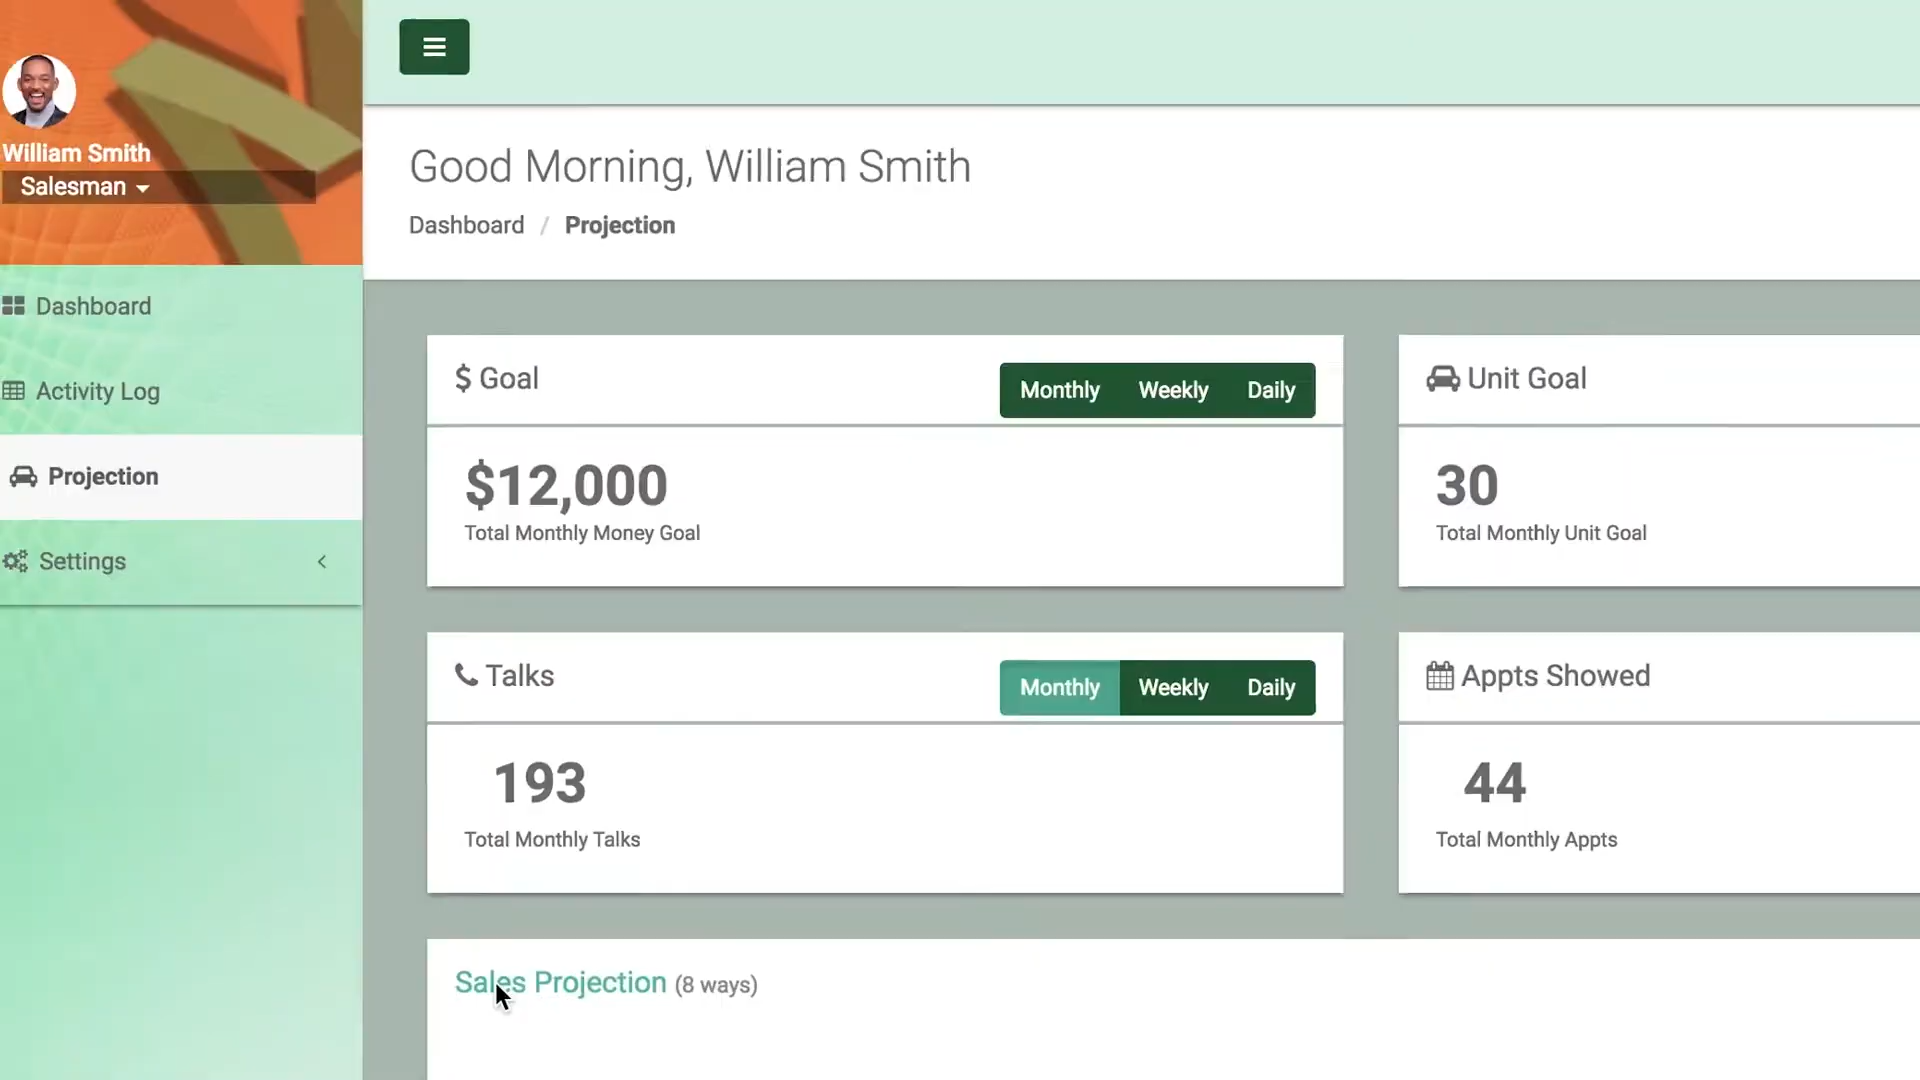 William Smith
Salesman
Dashboard
Activity Log
Projection
Settings
Good Morning, William Smith
Dashboard / Projection
$ Goal
Monthly Weekly Daily
$12,000
Total Monthly Money Goal
Unit Goal
30
Total Monthly Unit Goal
Talks
Monthly Weekly Daily
193
Total Monthly Talks
Appts Showed
44
Total Monthly Appts
Sales Projection (8 ways)